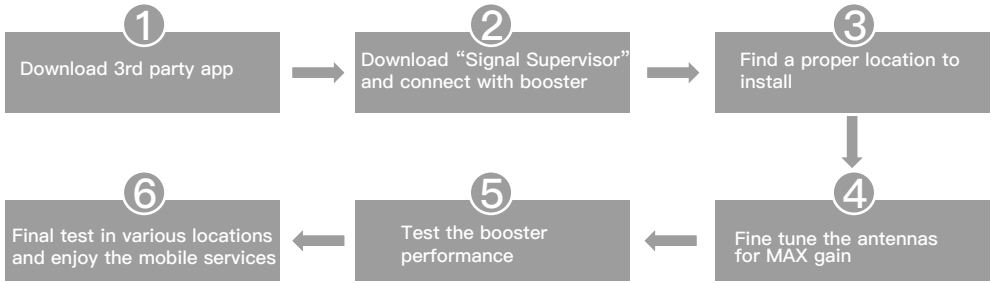 1
Download 3rd party app
2
Download “Signal Supervisor”
and connect with booster
3
Find a proper location to
install
4
Fine tune the antennas
for MAX gain
5
Test the booster
performance
6
Final test in various locations
and enjoy the mobile services